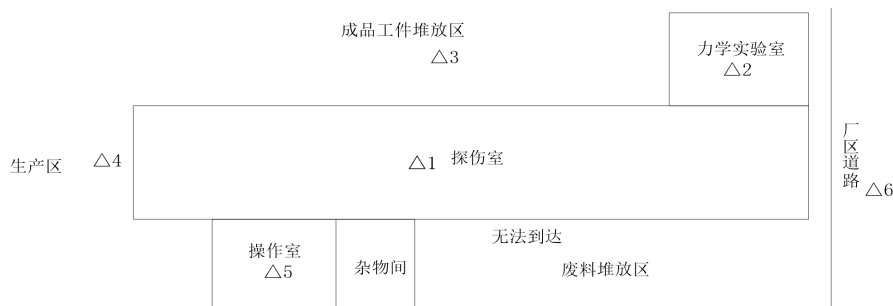 成品工件堆放区
△3
力学实验室
△2
生产区
△4
△1 探伤室
厂区道路
△6
操作室
△5
杂物间
无法到达
废料堆放区